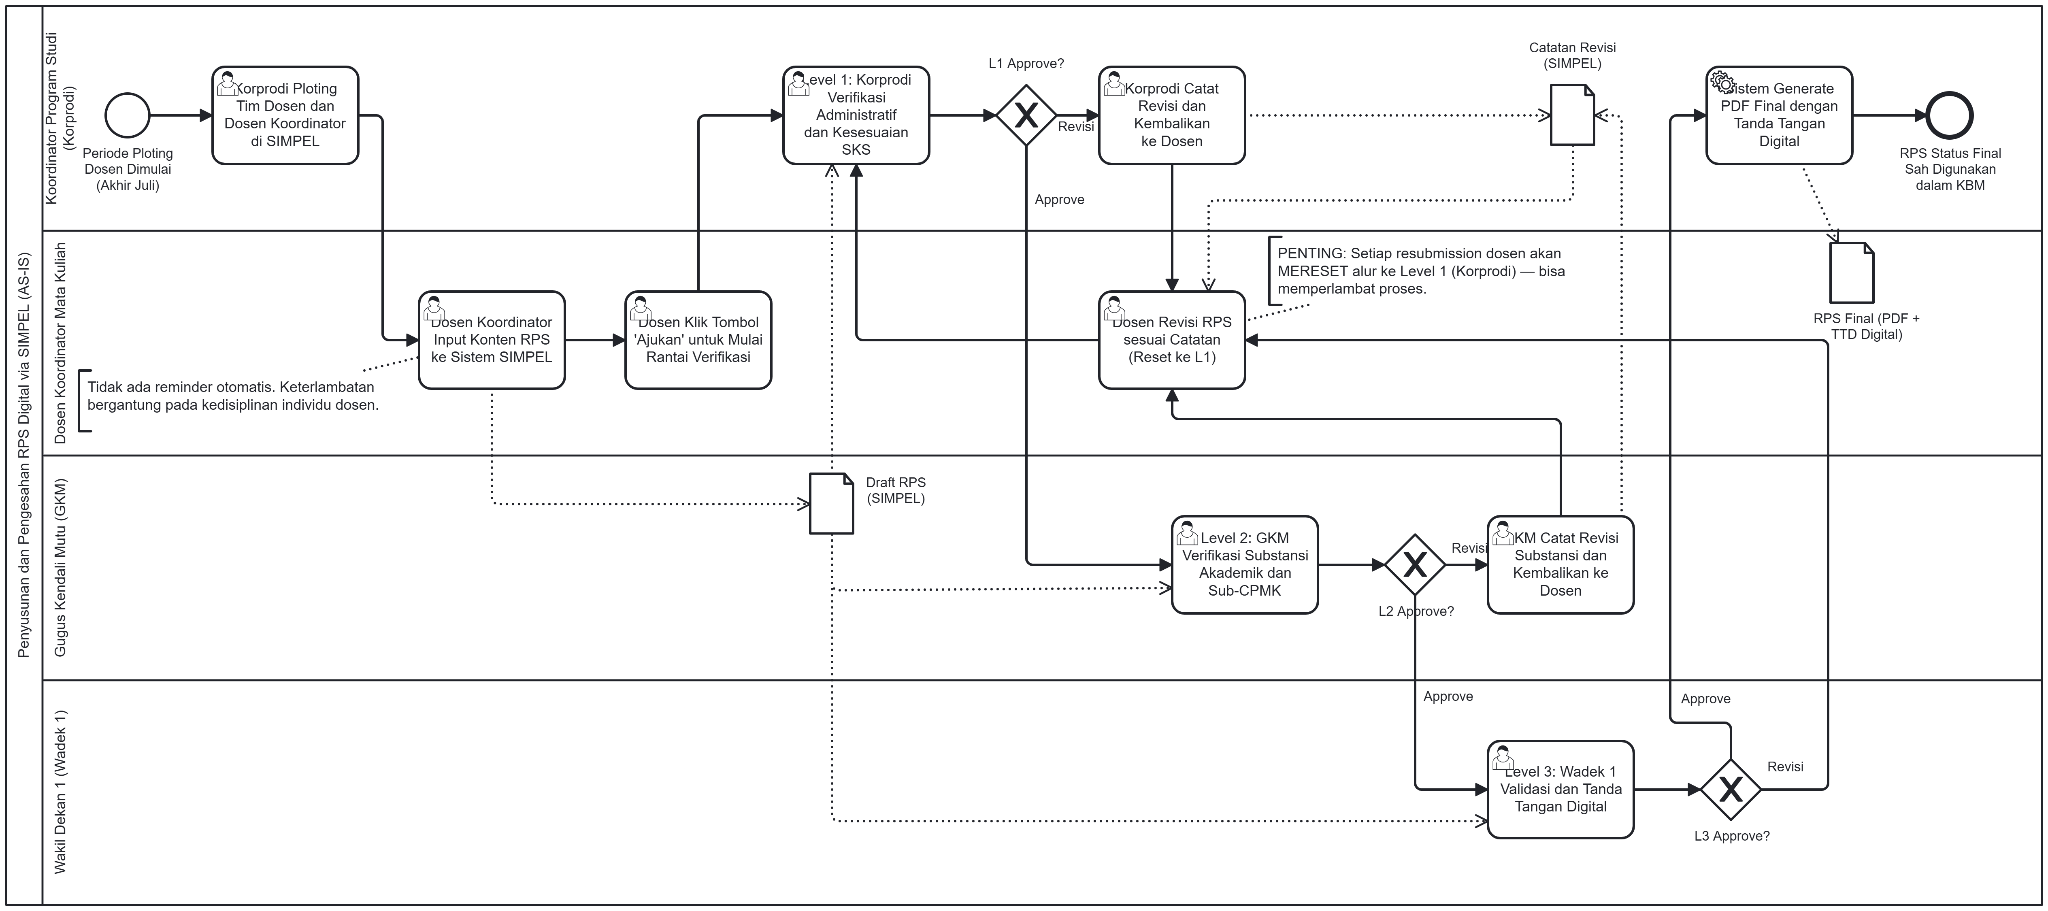 Penyusunan dan Pengesahan RPS Digital via SIMPEL (AS-IS)
Koordinator Program Studi
(Korprodi)
Periode Ploting
Dosen Dimulai
(Akhir Juli)
Korprodi Ploting
Tim Dosen dan
Dosen Koordinator
di SIMPEL
Level 1: Korprodi
Verifikasi
Administratif
dan Kesesuaian
SKS
L1 Approve?
Revisi
Approve
Korprodi Catat
Revisi dan
Kembalikan
ke Dosen
Catatan Revisi
(SIMPEL)
Sistem Generate
PDF Final dengan
Tanda Tangan
Digital
RPS Status Final
Sah Digunakan
dalam KBM
Dosen Koordinator Mata Kuliah
Tidak ada reminder otomatis. Keterlambatan
bergantung pada kedisiplinan individu dosen.
Dosen Koordinator
Input Konten RPS
ke Sistem SIMPEL
Dosen Klik Tombol
'Ajukan' untuk Mulai
Rantai Verifikasi
Dosen Revisi RPS
sesuai Catatan
(Reset ke L1)
PENTING: Setiap resubmission dosen akan
MERESET alur ke Level 1 (Korprodi) — bisa
memperlambat proses.
RPS Final (PDF +
TTD Digital)
Gugus Kendali Mutu (GKM)
Draft RPS
(SIMPEL)
Level 2: GKM
Verifikasi Substansi
Akademik dan
Sub-CPMK
L2 Approve?
Revisi
Approve
GKM Catat Revisi
Substansi dan
Kembalikan ke
Dosen
Wakil Dekan 1 (Wadek 1)
Level 3: Wadek 1
Validasi dan Tanda
Tangan Digital
L3 Approve?
Approve
Revisi